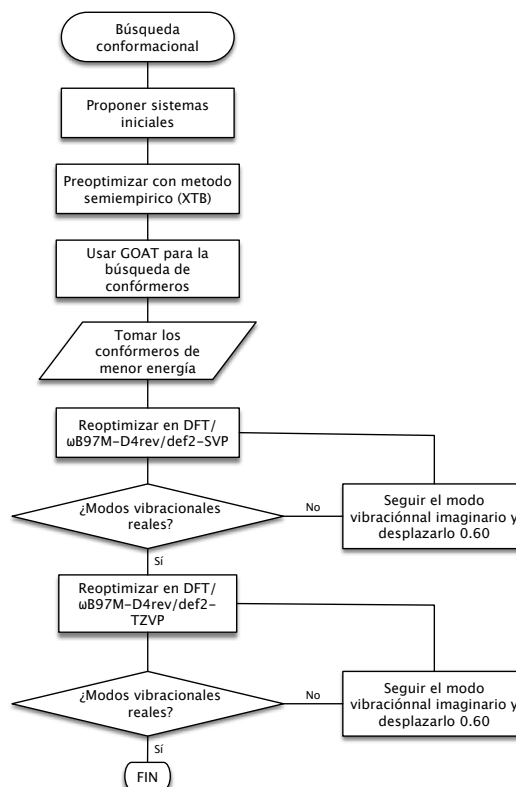 Búsqueda
conformacional
Proponer sistemas
iniciales
Preoptimizar con metodo
semiempirico (XTB)
Usar GOAT para la
búsqueda de
confórmeros
Tomar los
confórmeros de
menor energía
Reoptimizar en DFT/
ωB97M-D4rev/def2-SVP
¿Modos vibracionales
reales?
No
Seguir el modo
vibraciónnal imaginario y
desplazarlo 0.60
Sí
Reoptimizar en DFT/
ωB97M-D4rev/def2-
TZVP
¿Modos vibracionales
reales?
No
Seguir el modo
vibraciónnal imaginario y
desplazarlo 0.60
Sí
FIN